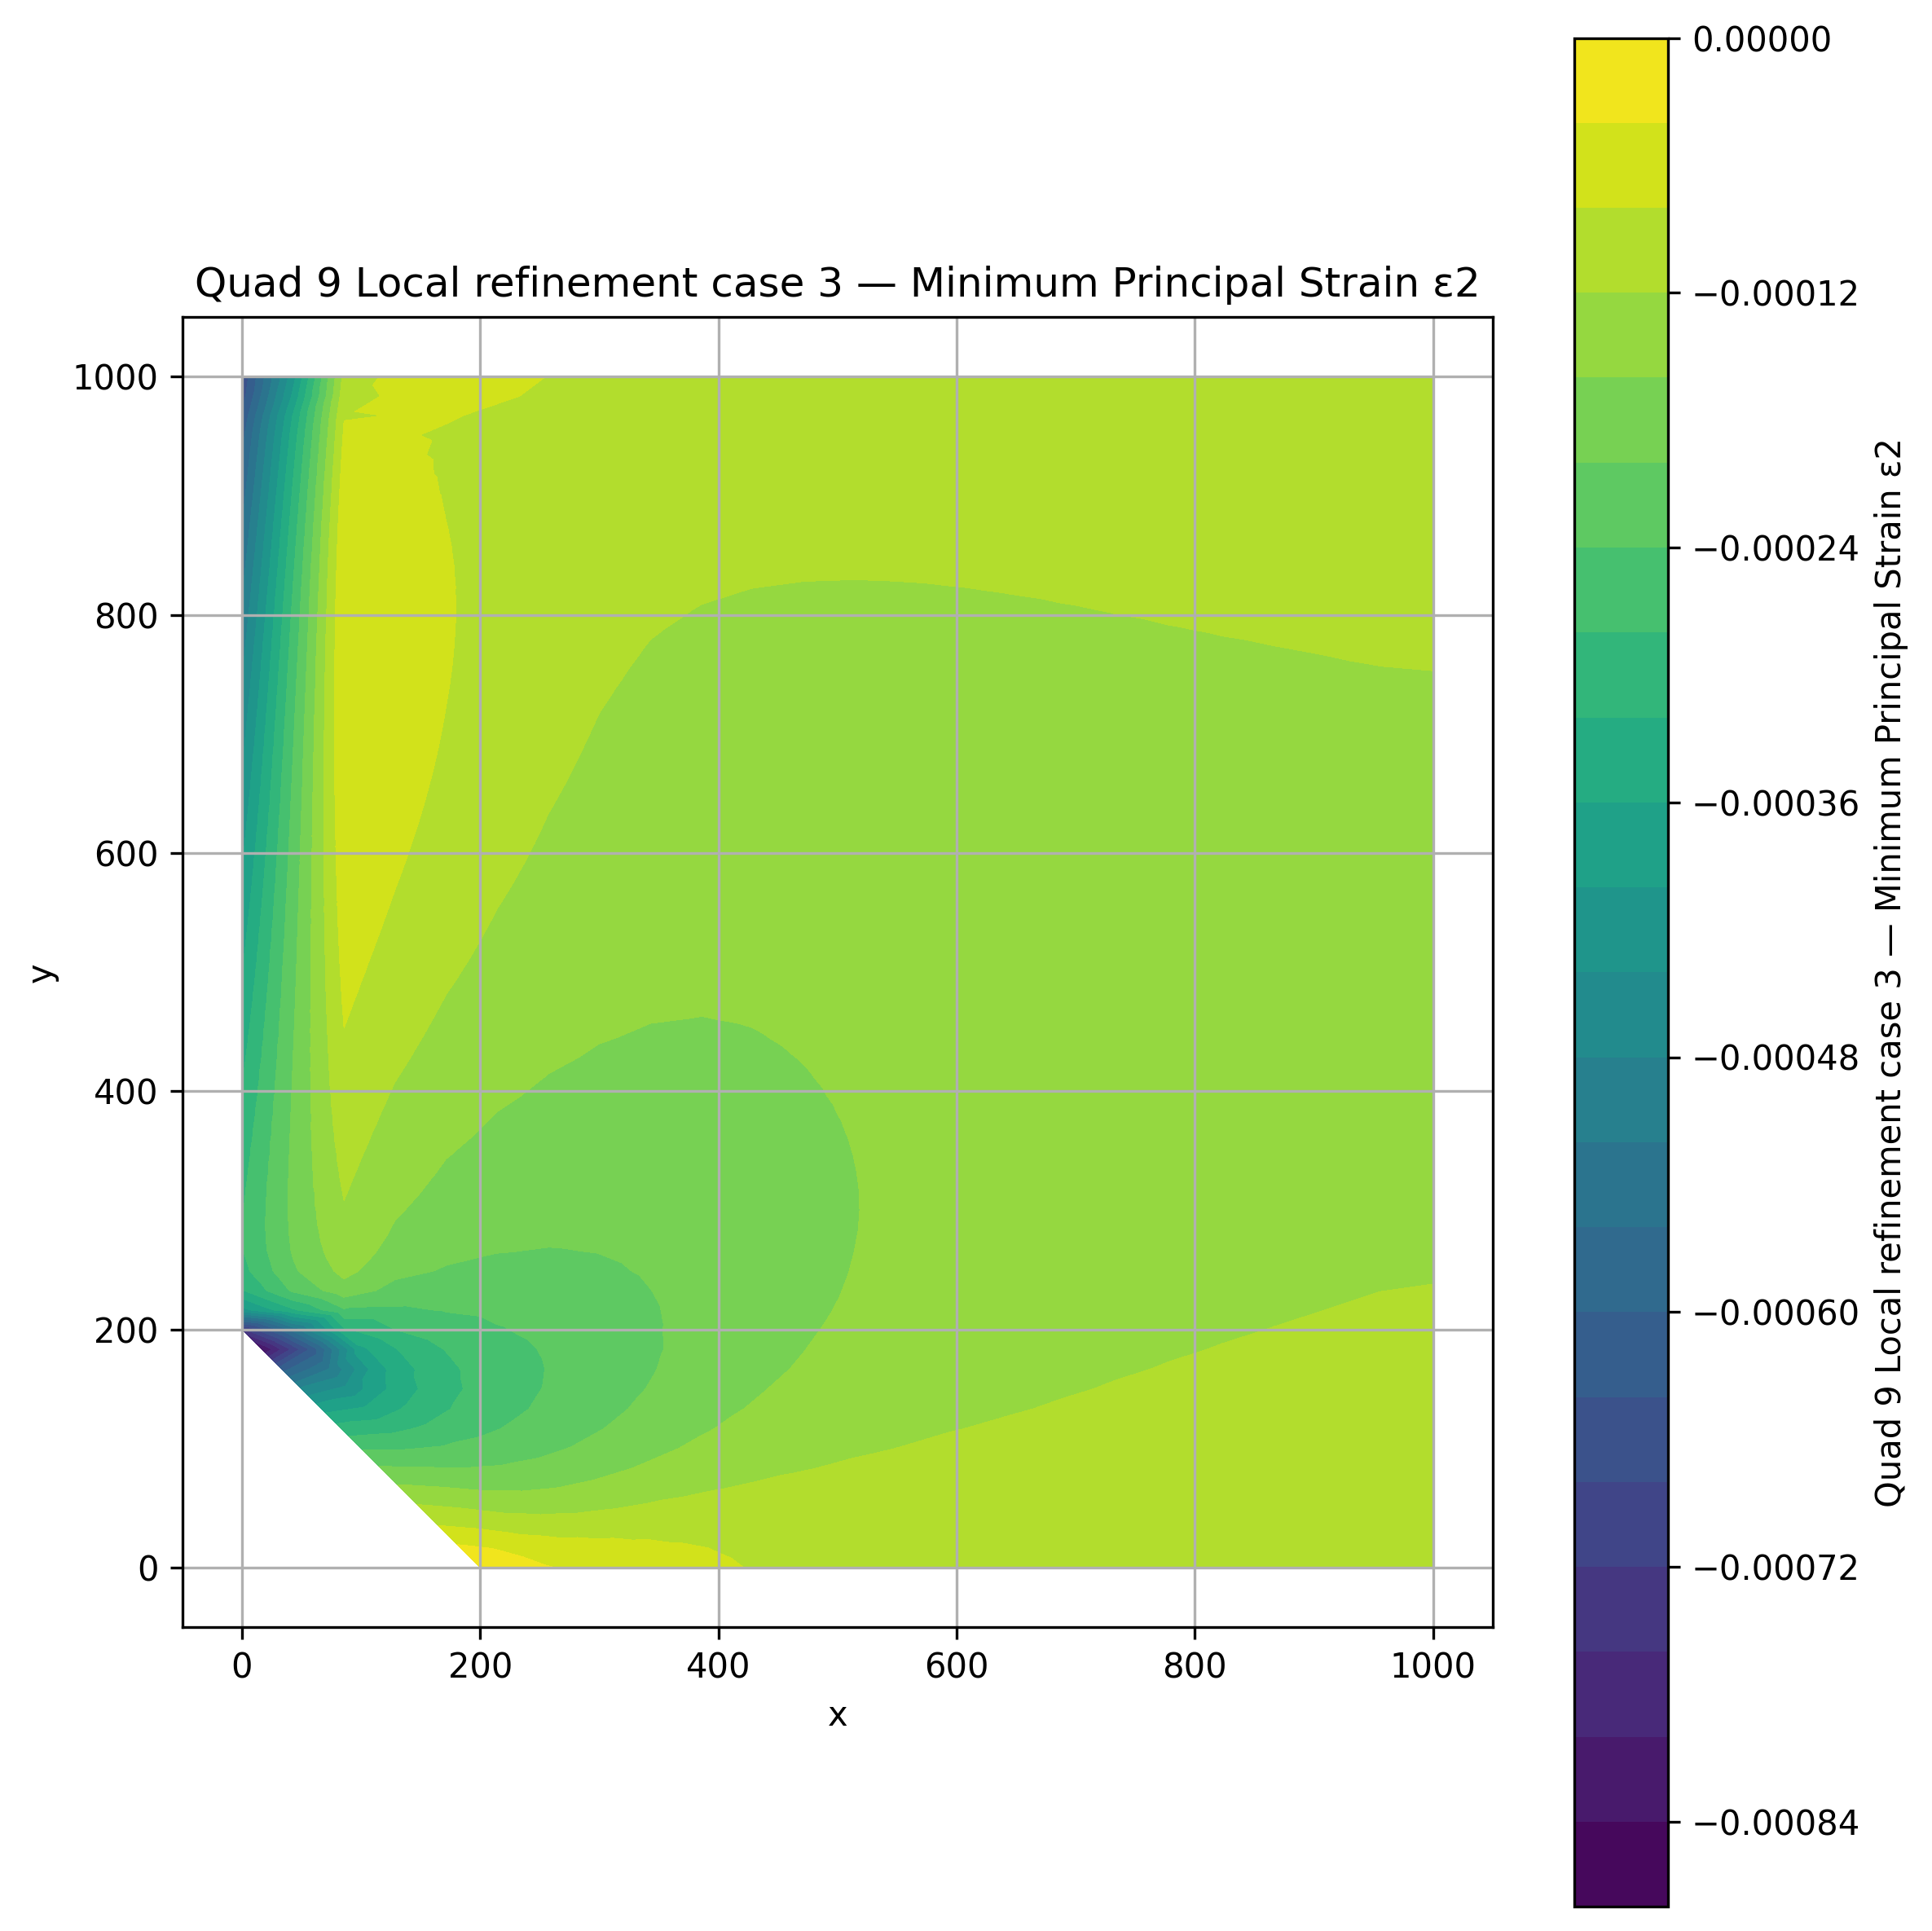 Quad 9 Local refinement case 3 — Minimum Principal Strain ε2
1000
800
600
400
200
0
y
0 200 400 600 800 1000
x
0.00000
−0.00012
−0.00024
−0.00036
−0.00048
−0.00060
−0.00072
−0.00084
Quad 9 Local refinement case 3 — Minimum Principal Strain ε2